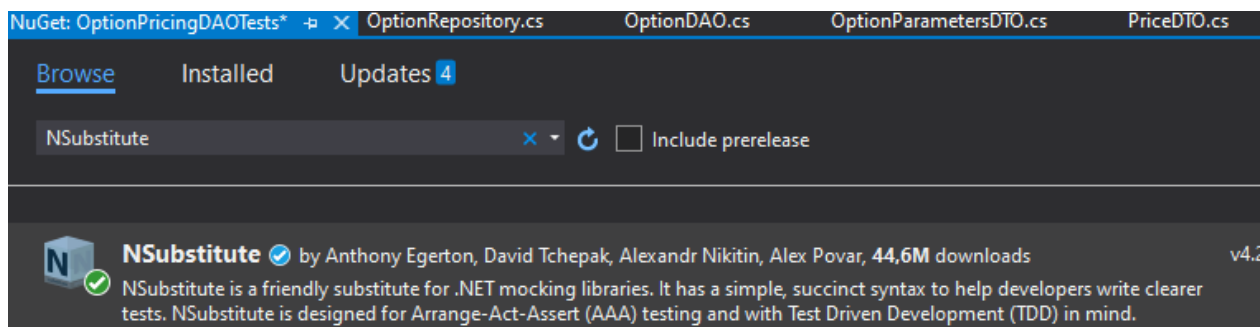 NuGet: OptionPricingDAOTests* OptionRepository.cs OptionDAO.cs OptionParametersDTO.cs PriceDTO.cs
Browse Installed Updates 4
NSubstitute Include prerelease
NSubstitute by Anthony Egerton, David Tchepak, Alexandr Nikitin, Alex Povar, 44,6M downloads v4.2
NSubstitute is a friendly substitute for .NET mocking libraries. It has a simple, succinct syntax to help developers write clearer
tests. NSubstitute is designed for Arrange-Act-Assert (AAA) testing and with Test Driven Development (TDD) in mind.